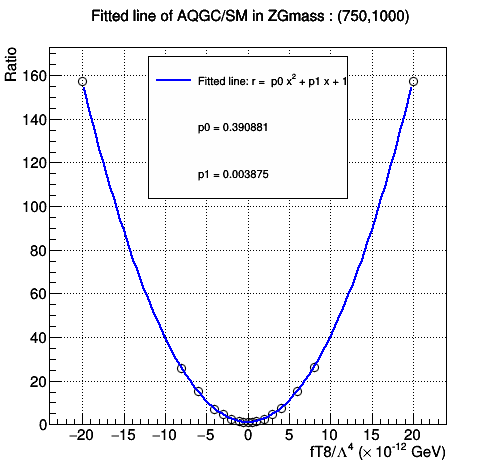 Fitted line of AQGC/SM in ZGmass : (750,1000)
Ratio
160
140
120
100
80
60
40
20
0
Fitted line: r = p0 x² + p1 x + 1
p0 = 0.390881
p1 = 0.003875
−20 −15 −10 −5 0 5 10 15 20
fT8/Λ⁴ (× 10⁻¹² GeV)